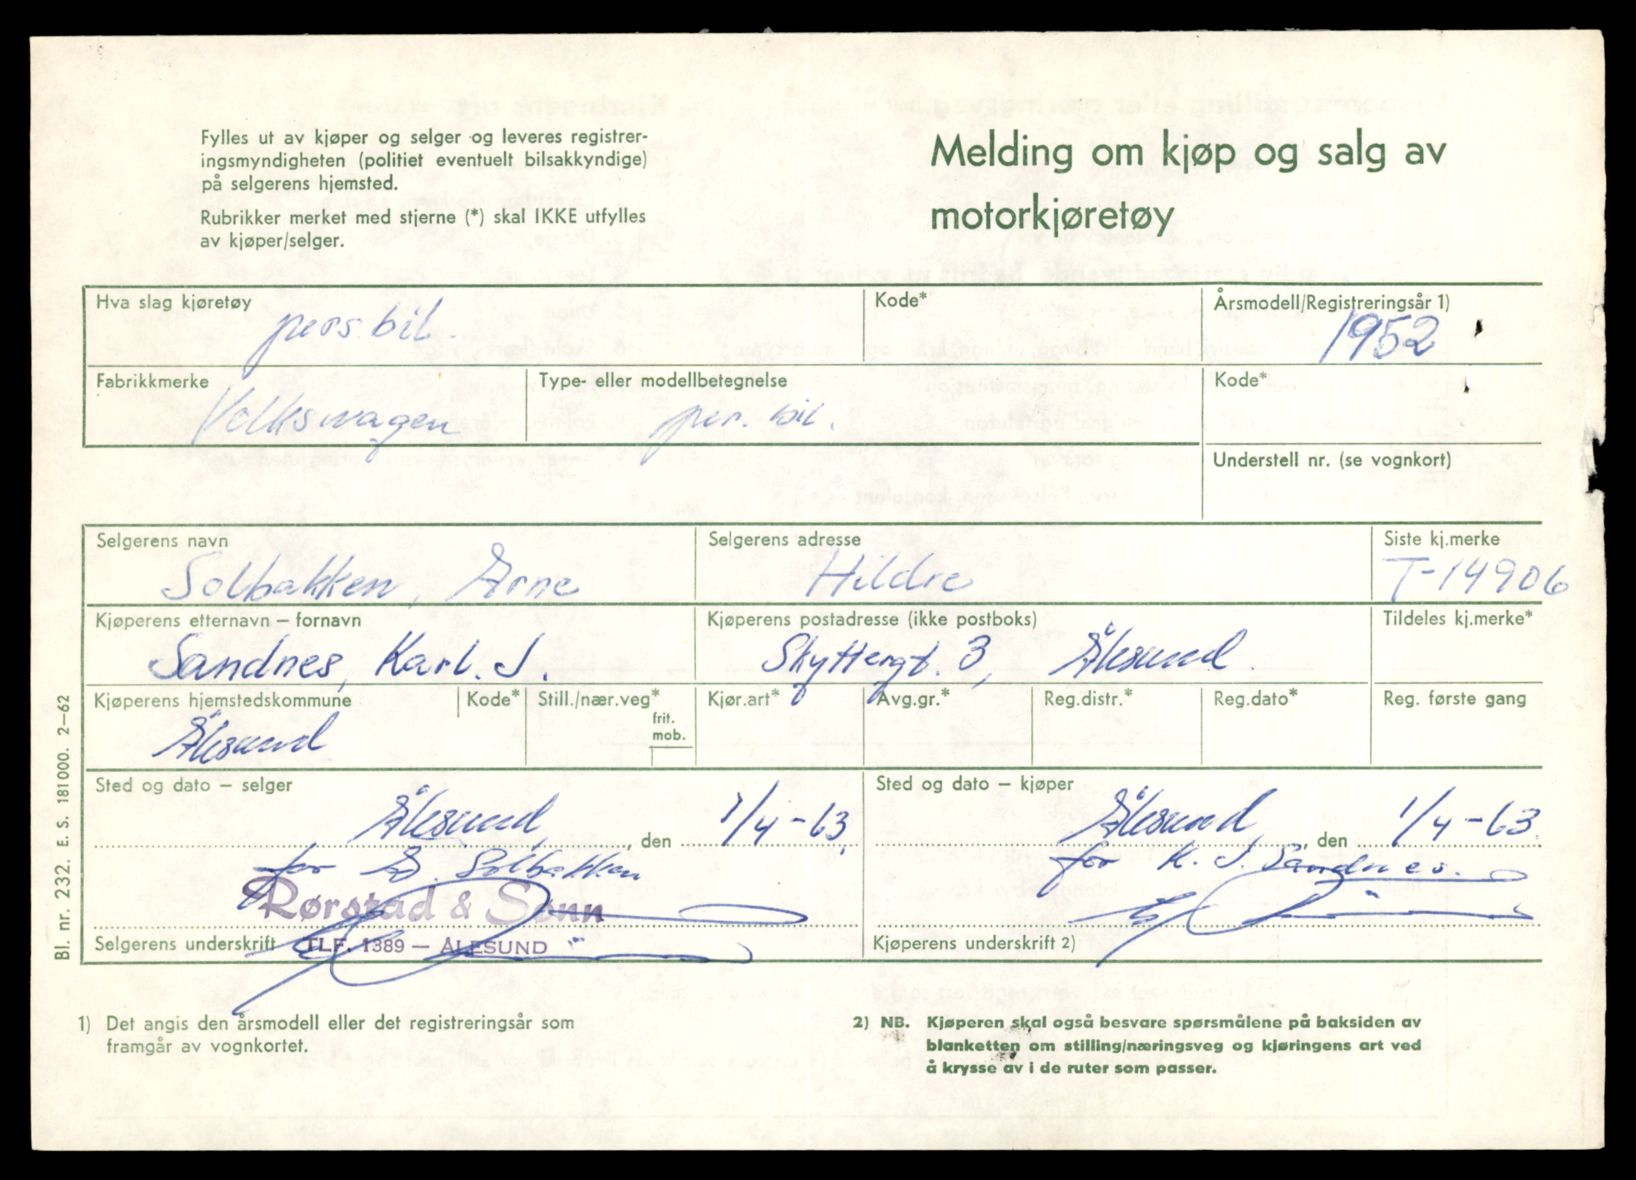 Fylles ut av kjøper og selger og leveres registrer-
ingsmyndigheten (politiet eventuelt bilsakkyndige)
på selgerens hjemsted.
Rubrikker merket med stjerne (*) skal IKKE utfylles
av kjøper/selger.
Melding om kjøp og salg av
motorkjøretøy
Hva slag kjøretøy
pers.bil.
Kode*
Årsmodell/Registreringsår 1)
1952
Fabrikkmerke
Volkswagen
Type- eller modellbetegnelse
per. bil.
Kode*
Understell nr. (se vognkort)
Selgerens navn
Solbakken, Arne
Selgerens adresse
Hildre
Siste kj.merke
T-14906
Kjøperens etternavn – fornavn
Sandnes, Karl. J.
Kjøperens postadresse (ikke postboks)
Skyttergt. 3, Ålesund
Tildeles kj.merke*
Kjøperens hjemstedskommune
Ålesund
Kode*
Still./nær.veg*
frit.
mob.
Kjør.art*
Avg.gr.*
Reg.distr.*
Reg.dato*
Reg. første gang
Sted og dato – selger
Ålesund, den 1/4-63.
for A. Solbakken
Rørstad & Sønn
Selgerens underskrift
TLF. 1389 — ÅLESUND
Sted og dato – kjøper
Ålesund, den 1/4-63.
for K. J. Sandnes.
Kjøperens underskrift 2)
Bl. nr. 232. E. S. 181000. 2–62
1) Det angis den årsmodell eller det registreringsår som
framgår av vognkortet.
2) NB. Kjøperen skal også besvare spørsmålene på baksiden av
blanketten om stilling/næringsveg og kjøringens art ved
å krysse av i de ruter som passer.